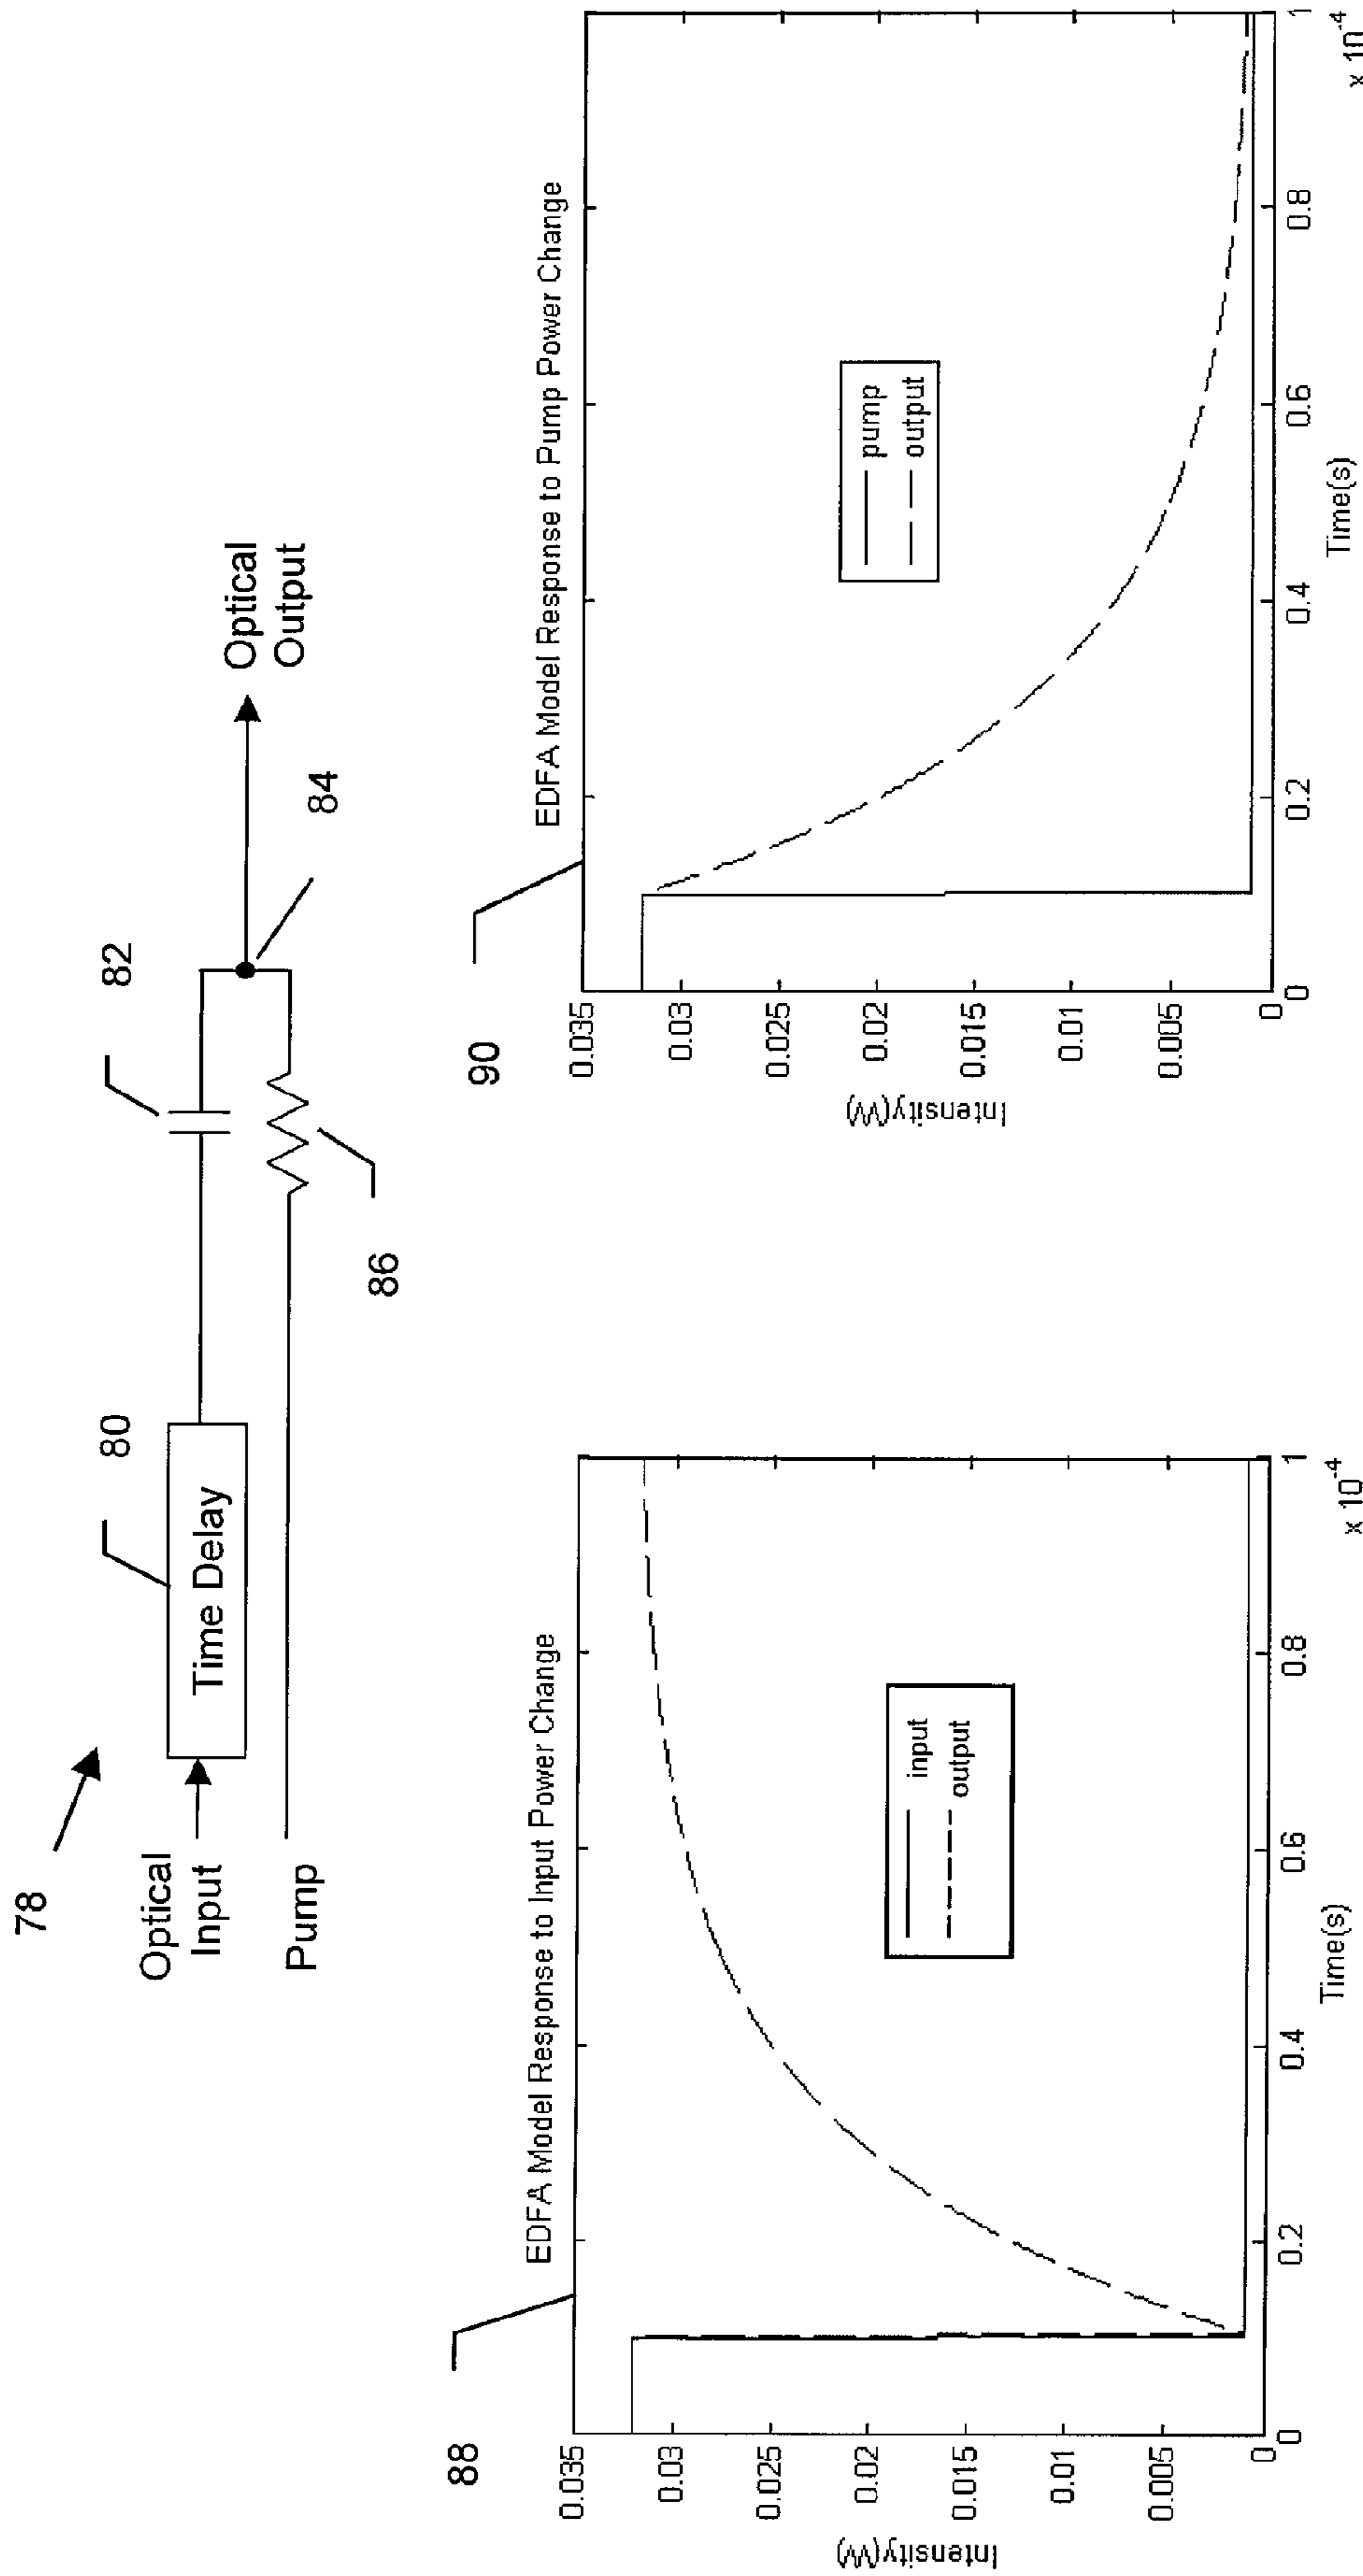 78
80
82
Optical
Input
Time Delay
Optical
Output
Pump
84
86
88
EDFA Model Response to Input Power Change
0.035
0.03
0.025
0.02
0.015
0.01
0.005
0
Intensity(W)
input
output
0
0.2
0.4
0.6
0.8
1
x 10⁻⁴
Time(s)
90
EDFA Model Response to Pump Power Change
0.035
0.03
0.025
0.02
0.015
0.01
0.005
0
Intensity(W)
pump
output
0
0.2
0.4
0.6
0.8
1
x 10⁻⁴
Time(s)